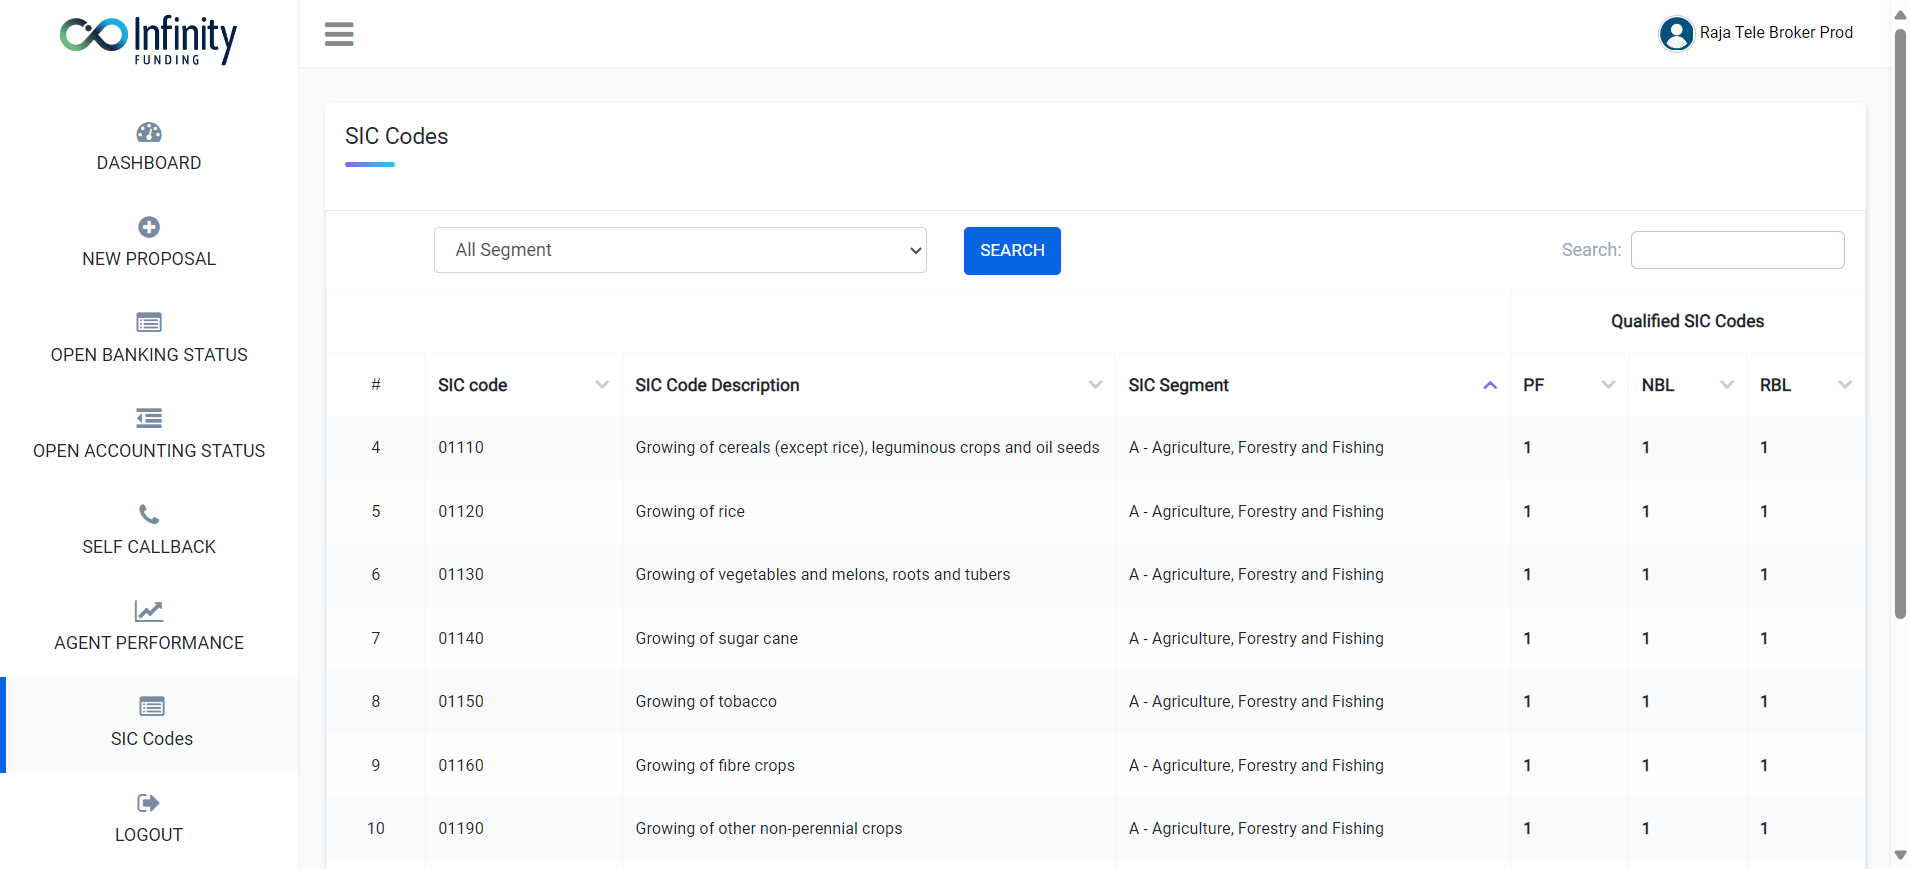 Infinity
FUNDING
Raja Tele Broker Prod
DASHBOARD
NEW PROPOSAL
OPEN BANKING STATUS
OPEN ACCOUNTING STATUS
SELF CALLBACK
AGENT PERFORMANCE
SIC Codes
LOGOUT
SIC Codes
All Segment SEARCH Search:
Qualified SIC Codes
# SIC code SIC Code Description SIC Segment PF NBL RBL
4 01110 Growing of cereals (except rice), leguminous crops and oil seeds A - Agriculture, Forestry and Fishing 1 1 1
5 01120 Growing of rice A - Agriculture, Forestry and Fishing 1 1 1
6 01130 Growing of vegetables and melons, roots and tubers A - Agriculture, Forestry and Fishing 1 1 1
7 01140 Growing of sugar cane A - Agriculture, Forestry and Fishing 1 1 1
8 01150 Growing of tobacco A - Agriculture, Forestry and Fishing 1 1 1
9 01160 Growing of fibre crops A - Agriculture, Forestry and Fishing 1 1 1
10 01190 Growing of other non-perennial crops A - Agriculture, Forestry and Fishing 1 1 1